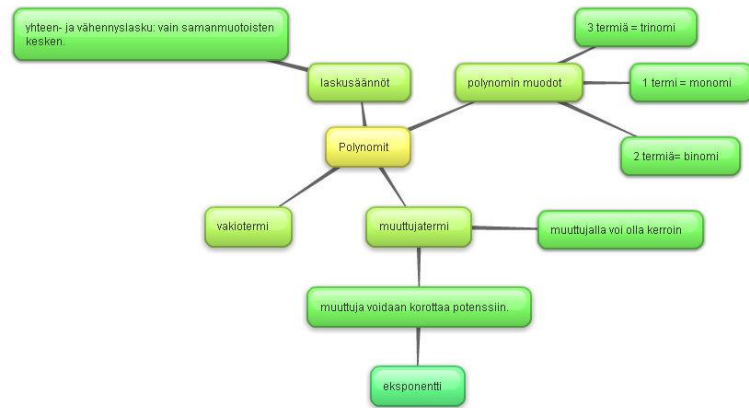 yhteen- ja vähennyslasku: vain samanmuotoisten
kesken.
3 termiä = trinomi
laskusäännöt
polynomin muodot
1 termi = monomi
Polynomit
2 termiä= binomi
vakiotermi
muuttujatermi
muuttujalla voi olla kerroin
muuttuja voidaan korottaa potenssiin.
eksponentti